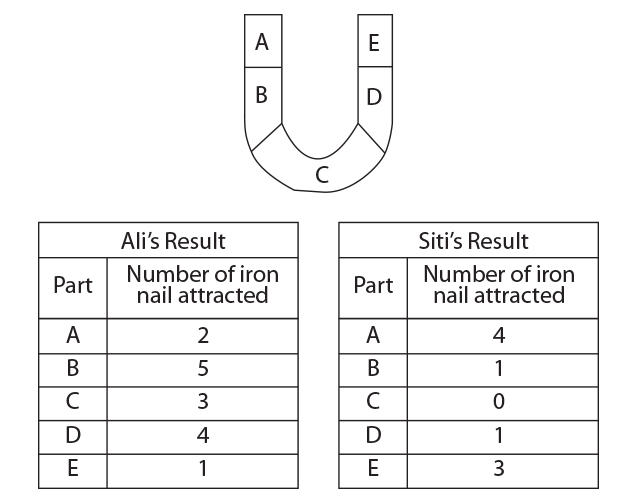 A E
B D
C
Ali's Result
Part Number of iron
nail attracted
A 2
B 5
C 3
D 4
E 1
Siti's Result
Part Number of iron
nail attracted
A 4
B 1
C 0
D 1
E 3